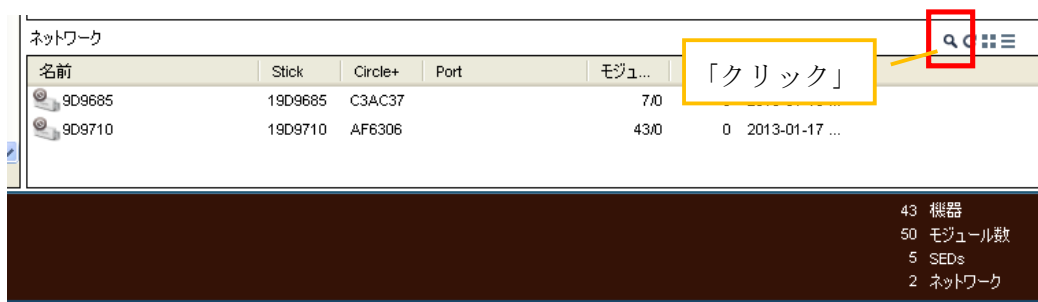 ネットワーク
名前 Stick Circle+ Port モジュ...
「クリック」
9D9685 19D9685 C3AC37 7/0
9D9710 19D9710 AF6306 43/0 0 2013-01-17 ...
43 機器
50 モジュール数
5 SEDs
2 ネットワーク